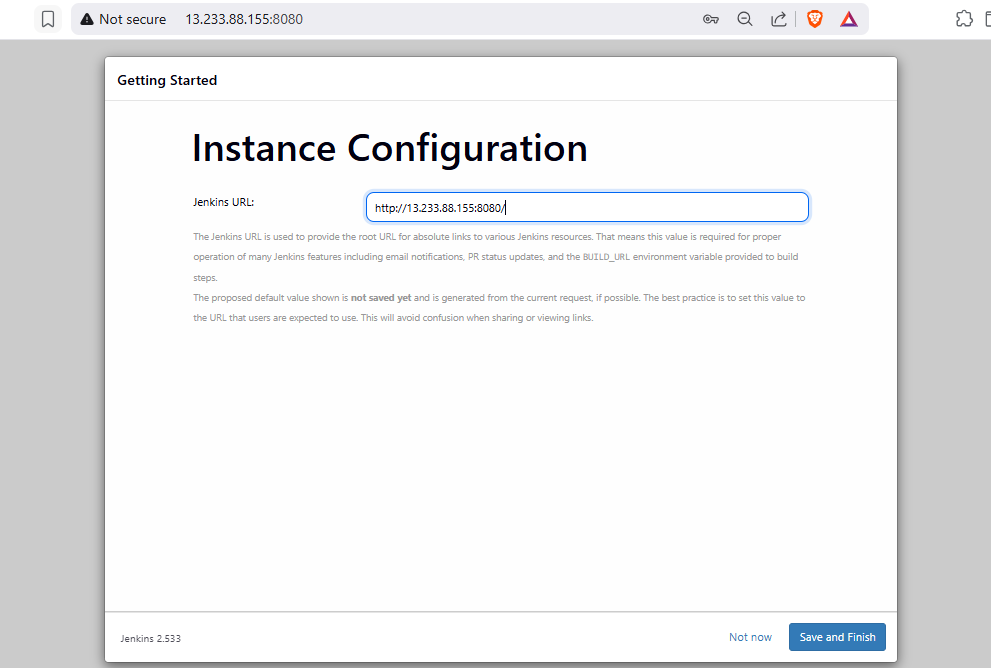 Not secure 13.233.88.155:8080
Getting Started
Instance Configuration
Jenkins URL:
http://13.233.88.155:8080/
The Jenkins URL is used to provide the root URL for absolute links to various Jenkins resources. That means this value is required for proper
operation of many Jenkins features including email notifications, PR status updates, and the BUILD_URL environment variable provided to build
steps.
The proposed default value shown is not saved yet and is generated from the current request, if possible. The best practice is to set this value to
the URL that users are expected to use. This will avoid confusion when sharing or viewing links.
Jenkins 2.533
Not now
Save and Finish